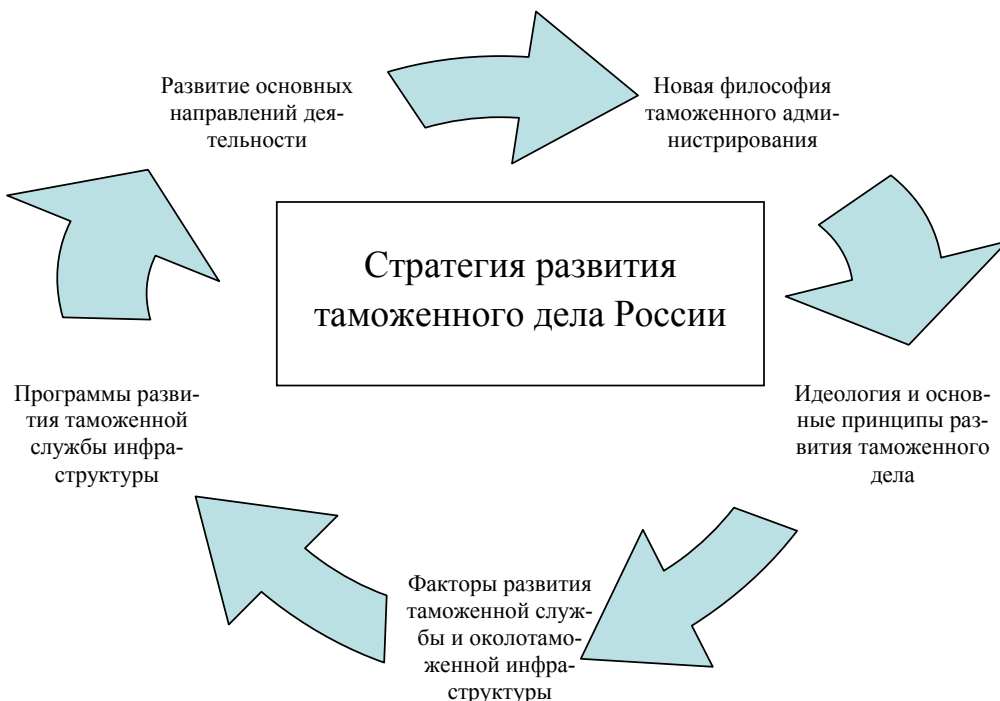 Развитие основных
направлений дея-
тельности
Новая философия
таможенного адми-
нистрирования
Стратегия развития
таможенного дела России
Программы разви-
тия таможенной
службы инфра-
структуры
Идеология и основ-
ные принципы раз-
вития таможенного
дела
Факторы развития
таможенной служ-
бы и околотамо-
женной инфра-
структуры